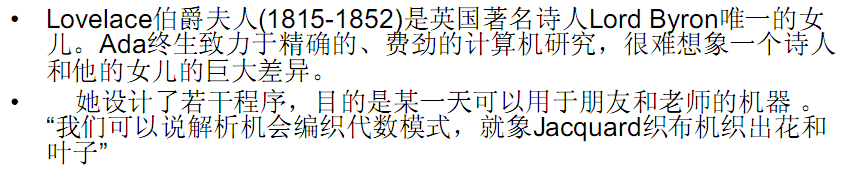 • Lovelace伯爵夫人(1815-1852)是英国著名诗人Lord Byron唯一的女
儿。Ada终生致力于精确的、费劲的计算机研究，很难想象一个诗人
和他的女儿的巨大差异。
• 她设计了若干程序，目的是某一天可以用于朋友和老师的机器 。
“我们可以说解析机会编织代数模式，就象Jacquard织布机织出花和
叶子”